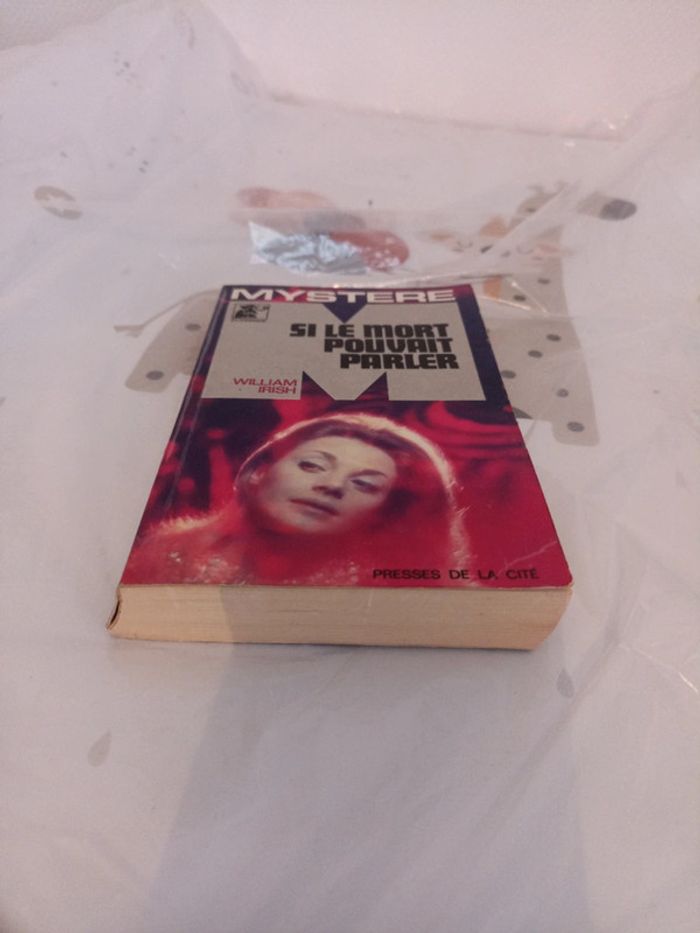 MYSTERE
SI LE MORT
POUVAIT
PARLER
WILLIAM
IRISH
PRESSES DE LA CITÉ